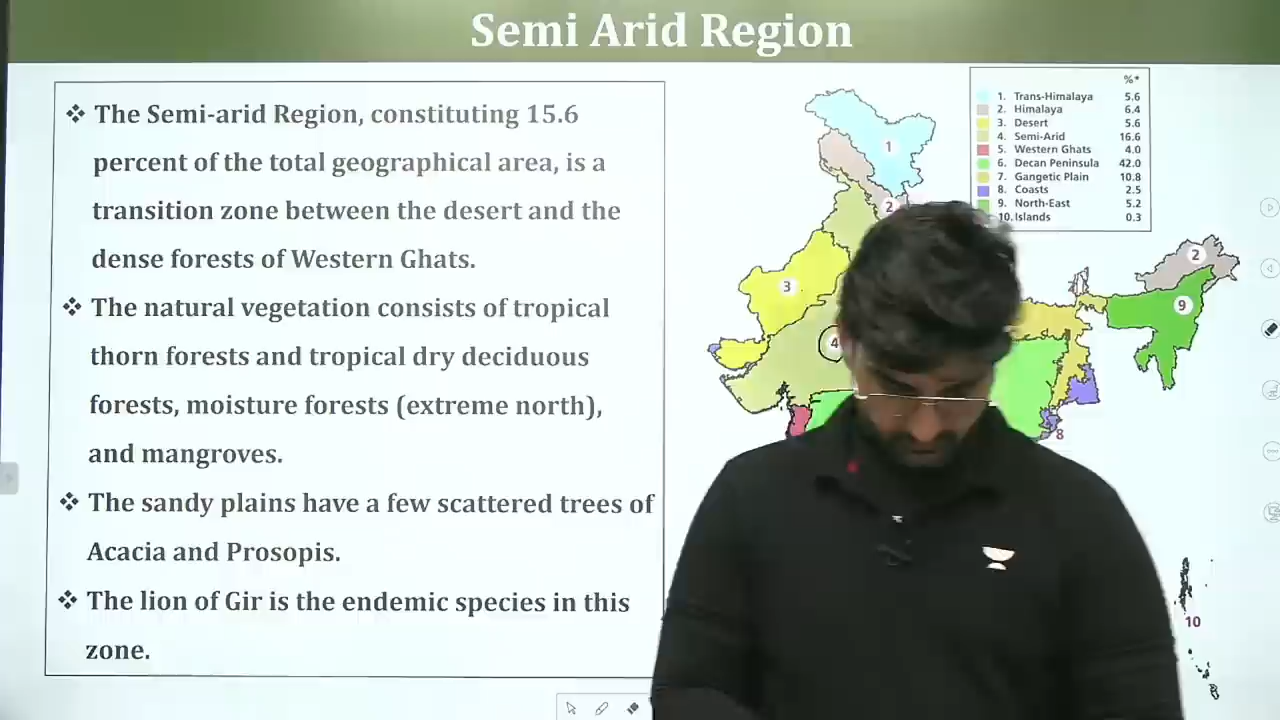 Semi Arid Region
❖ The Semi-arid Region, constituting 15.6
percent of the total geographical area, is a
transition zone between the desert and the
dense forests of Western Ghats.
❖ The natural vegetation consists of tropical
thorn forests and tropical dry deciduous
forests, moisture forests (extreme north),
and mangroves.
❖ The sandy plains have a few scattered trees of
Acacia and Prosopis.
❖ The lion of Gir is the endemic species in this
zone.
%*
1. Trans-Himalaya 5.6
2. Himalaya 6.4
3. Desert 5.6
4. Semi-Arid 16.6
5. Western Ghats 4.0
6. Decan Peninsula 42.0
7. Gangetic Plain 10.8
8. Coasts 2.5
9. North-East 5.2
10. Islands 0.3
1
2
2
3
9
4
8
10